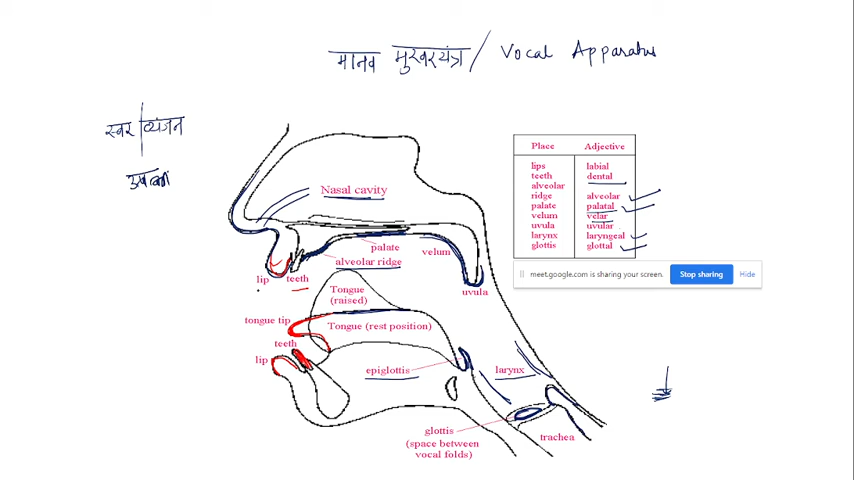 मानव मुखस्वरयंत्र / Vocal Apparatus
स्वर | व्यंजन
Place Adjective
lips labial
teeth dental
alveolar
ridge alveolar
palate palatal
velum velar
uvula uvular
larynx laryngeal
glottis glottal
meet.google.com is sharing your screen. Stop sharing Hide
Nasal cavity
palate
velum
alveolar ridge
lip
teeth
uvula
Tongue
(raised)
tongue tip
Tongue (rest position)
teeth
lip
epiglottis
larynx
glottis
(space between
vocal folds)
trachea